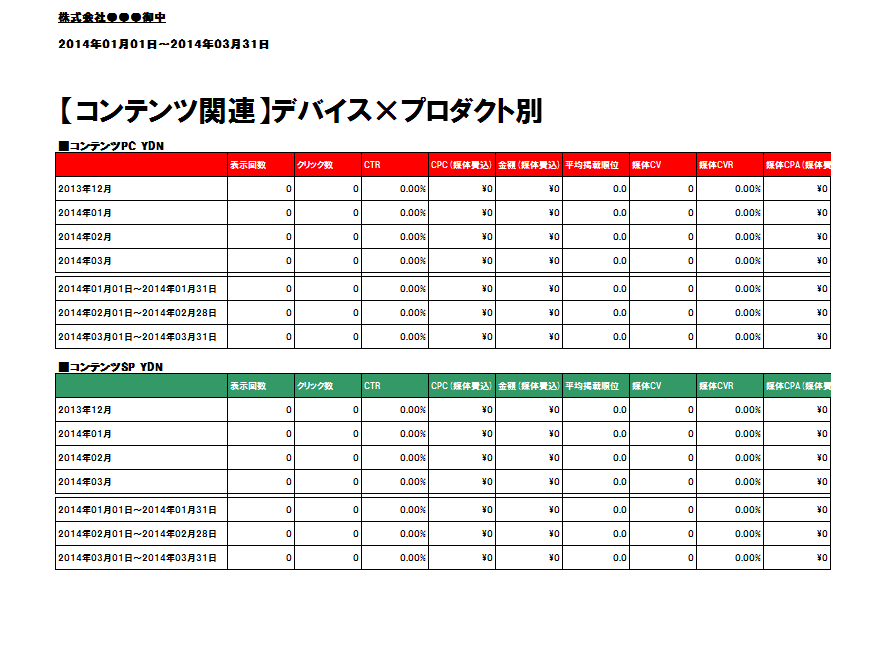 株式会社●●●御中
2014年01月01日～2014年03月31日
【コンテンツ関連】デバイス×プロダクト別
■コンテンツPC YDN
表示回数 クリック数 CTR CPC(媒体費込) 金額(媒体費込) 平均掲載順位 媒体CV 媒体CVR 媒体CPA(媒体費
2013年12月 0 0 0.00% ¥0 ¥0 0.0 0 0.00% ¥0
2014年01月 0 0 0.00% ¥0 ¥0 0.0 0 0.00% ¥0
2014年02月 0 0 0.00% ¥0 ¥0 0.0 0 0.00% ¥0
2014年03月 0 0 0.00% ¥0 ¥0 0.0 0 0.00% ¥0
2014年01月01日～2014年01月31日 0 0 0.00% ¥0 ¥0 0.0 0 0.00% ¥0
2014年02月01日～2014年02月28日 0 0 0.00% ¥0 ¥0 0.0 0 0.00% ¥0
2014年03月01日～2014年03月31日 0 0 0.00% ¥0 ¥0 0.0 0 0.00% ¥0
■コンテンツSP YDN
表示回数 クリック数 CTR CPC(媒体費込) 金額(媒体費込) 平均掲載順位 媒体CV 媒体CVR 媒体CPA(媒体費
2013年12月 0 0 0.00% ¥0 ¥0 0.0 0 0.00% ¥0
2014年01月 0 0 0.00% ¥0 ¥0 0.0 0 0.00% ¥0
2014年02月 0 0 0.00% ¥0 ¥0 0.0 0 0.00% ¥0
2014年03月 0 0 0.00% ¥0 ¥0 0.0 0 0.00% ¥0
2014年01月01日～2014年01月31日 0 0 0.00% ¥0 ¥0 0.0 0 0.00% ¥0
2014年02月01日～2014年02月28日 0 0 0.00% ¥0 ¥0 0.0 0 0.00% ¥0
2014年03月01日～2014年03月31日 0 0 0.00% ¥0 ¥0 0.0 0 0.00% ¥0